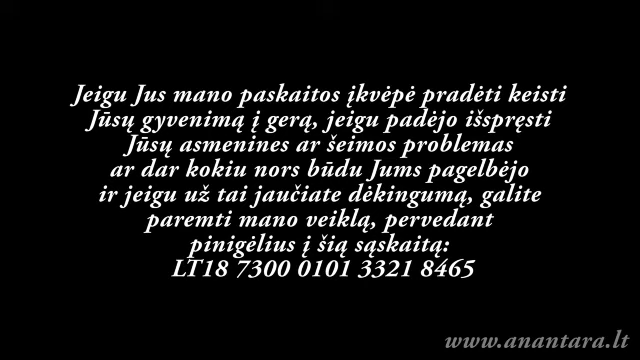 Jeigu Jus mano paskaitos įkvėpė pradėti keisti
Jūsų gyvenimą į gerą, jeigu padėjo išspręsti
Jūsų asmenines ar šeimos problemas
ar dar kokiu nors būdu Jums pagelbėjo
ir jeigu už tai jaučiate dėkingumą, galite
paremti mano veiklą, pervedant
pinigėlius į šią sąskaitą:
LT18 7300 0101 3321 8465
www.anantara.lt